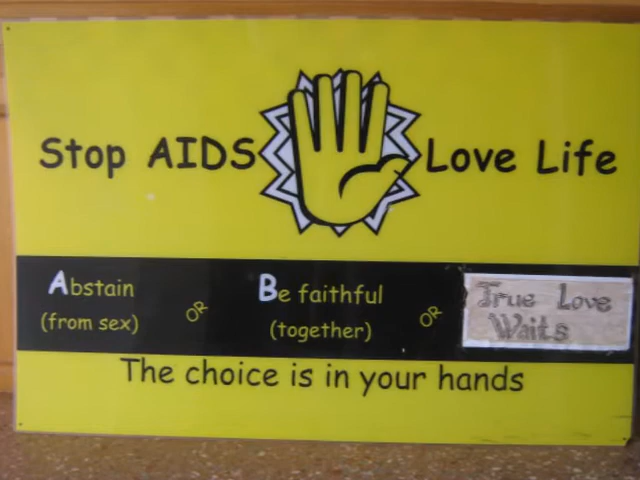 Stop AIDS Love Life
Abstain OR Be faithful OR True Love
(from sex) (together) Waits
The choice is in your hands